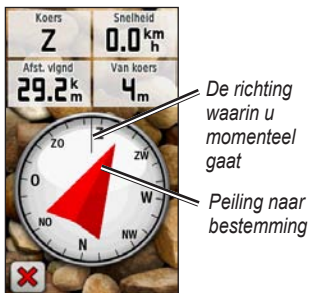 Koers
Z
Snelheid
0.0 km/h
Afst. vlgnd
29.2 km
Van koers
4 m
Z
ZO
ZW
O
W
NO
NW
N
De richting
waarin u
momenteel
gaat
Peiling naar
bestemming